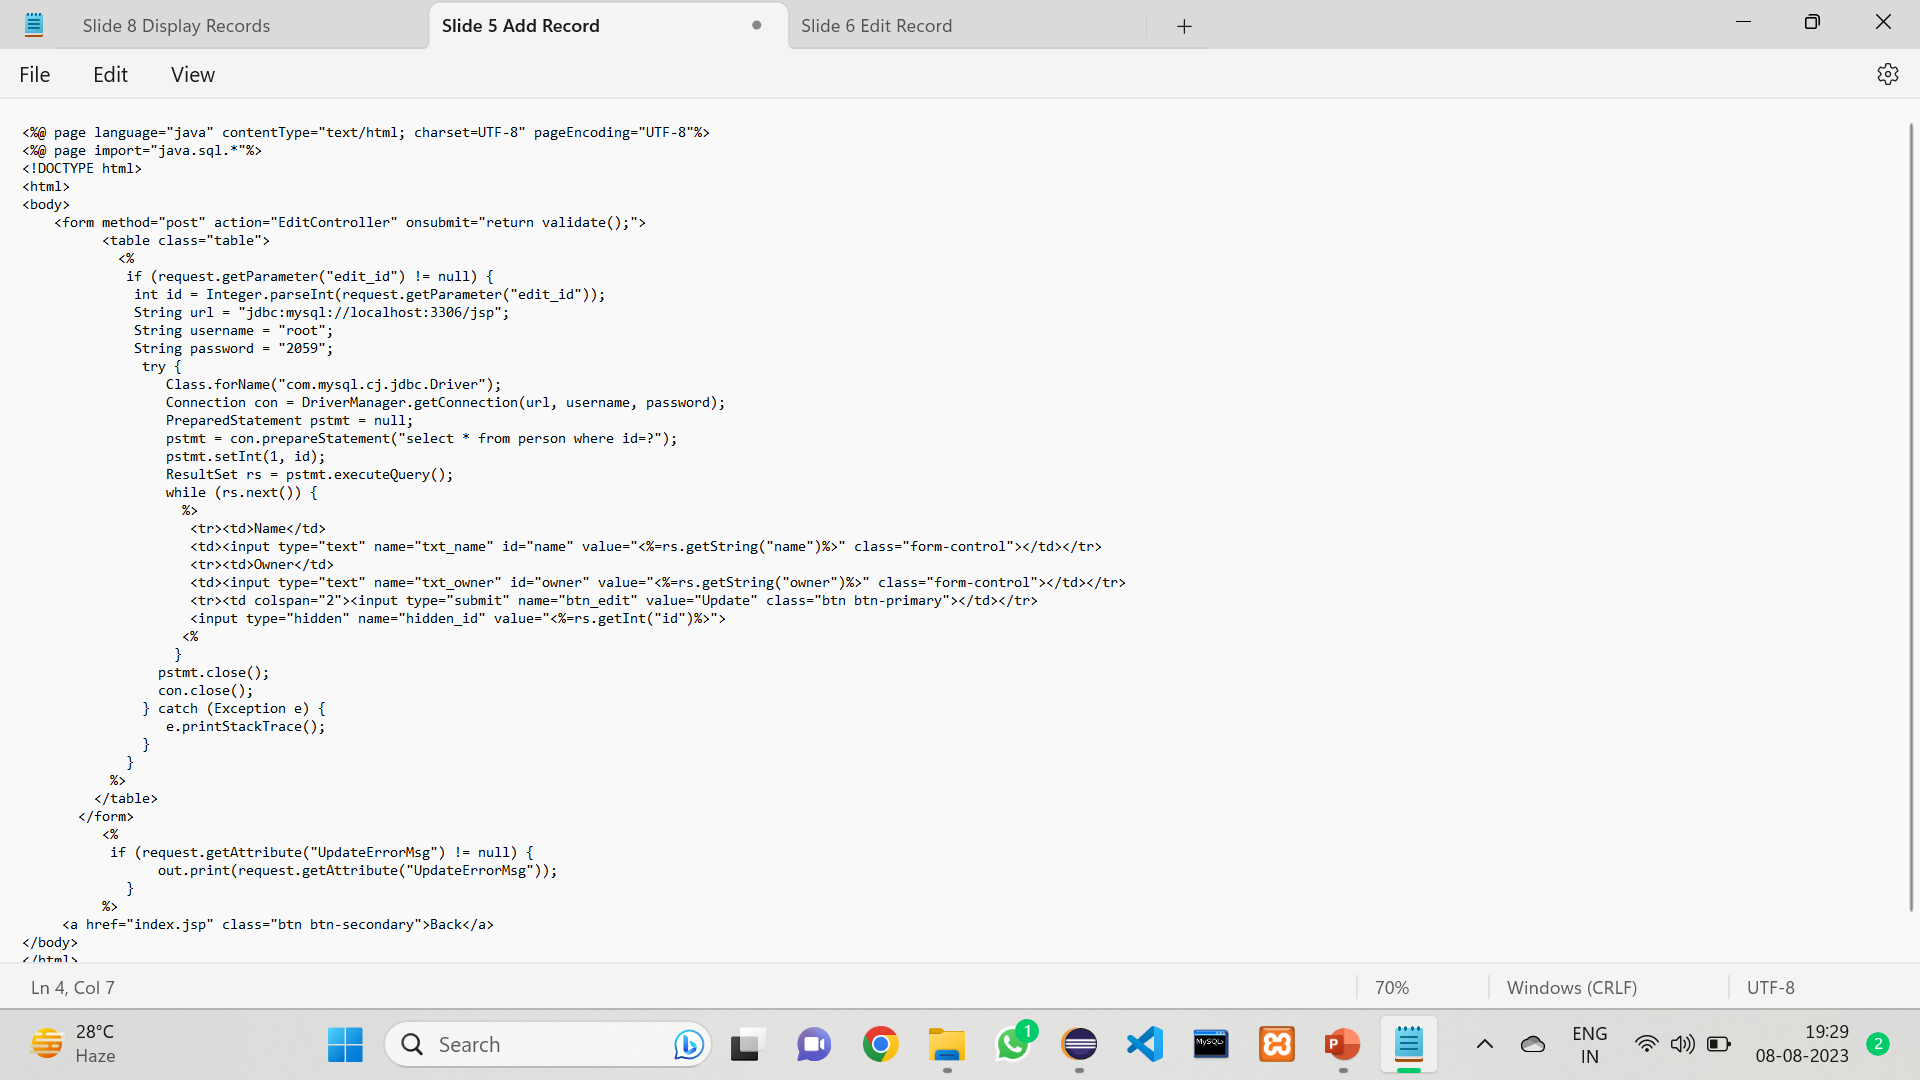 Slide 8 Display Records
Slide 5 Add Record
Slide 6 Edit Record
File Edit View
<%@ page language="java" contentType="text/html; charset=UTF-8" pageEncoding="UTF-8"%>
<%@ page import="java.sql.*"%>
<!DOCTYPE html>
<html>
<body>
<form method="post" action="EditController" onsubmit="return validate();">
<table class="table">
<%
if (request.getParameter("edit_id") != null) {
int id = Integer.parseInt(request.getParameter("edit_id"));
String url = "jdbc:mysql://localhost:3306/jsp";
String username = "root";
String password = "2059";
try {
Class.forName("com.mysql.cj.jdbc.Driver");
Connection con = DriverManager.getConnection(url, username, password);
PreparedStatement pstmt = null;
pstmt = con.prepareStatement("select * from person where id=?");
pstmt.setInt(1, id);
ResultSet rs = pstmt.executeQuery();
while (rs.next()) {
%>
<tr><td>Name</td>
<td><input type="text" name="txt_name" id="name" value="<%=rs.getString("name")%>" class="form-control"></td></tr>
<tr><td>Owner</td>
<td><input type="text" name="txt_owner" id="owner" value="<%=rs.getString("owner")%>" class="form-control"></td></tr>
<tr><td colspan="2"><input type="submit" name="btn_edit" value="Update" class="btn btn-primary"></td></tr>
<input type="hidden" name="hidden_id" value="<%=rs.getInt("id")%>">
<%
}
pstmt.close();
con.close();
} catch (Exception e) {
e.printStackTrace();
}
}
%>
</table>
</form>
<%
if (request.getAttribute("UpdateErrorMsg") != null) {
out.print(request.getAttribute("UpdateErrorMsg"));
}
%>
<a href="index.jsp" class="btn btn-secondary">Back</a>
</body>
</html>
Ln 4, Col 7
70%
Windows (CRLF)
UTF-8
28°C
Haze
Search
1
MySQL
P
ENG
IN
19:29
08-08-2023
2